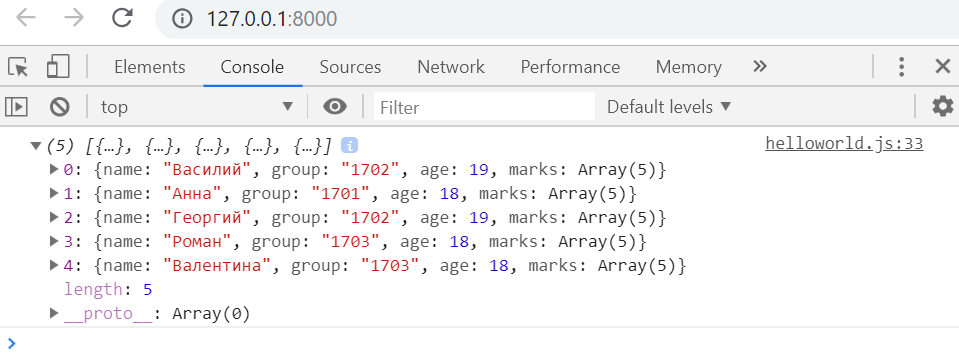 127.0.0.1:8000
Elements Console Sources Network Performance Memory »
top Filter Default levels
(5) [{…}, {…}, {…}, {…}, {…}] i helloworld.js:33
0: {name: "Василий", group: "1702", age: 19, marks: Array(5)}
1: {name: "Анна", group: "1701", age: 18, marks: Array(5)}
2: {name: "Георгий", group: "1702", age: 19, marks: Array(5)}
3: {name: "Роман", group: "1703", age: 18, marks: Array(5)}
4: {name: "Валентина", group: "1703", age: 18, marks: Array(5)}
length: 5
__proto__: Array(0)